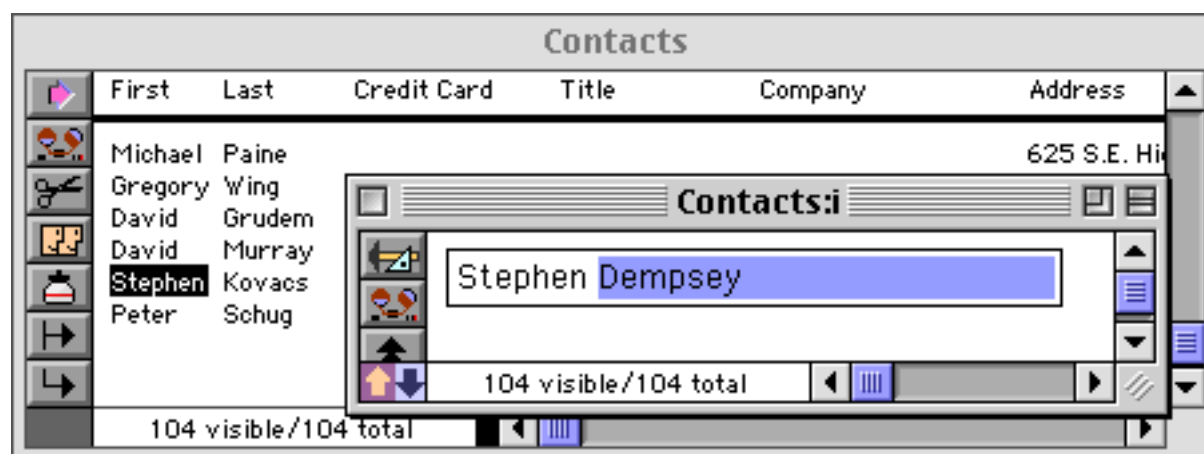 Contacts
First Last Credit Card Title Company Address
Michael Paine 625 S.E. Hi
Gregory Wing
David Grudem
David Murray
Stephen Kovacs
Peter Schug
Contacts:i
Stephen Dempsey
104 visible/104 total
104 visible/104 total